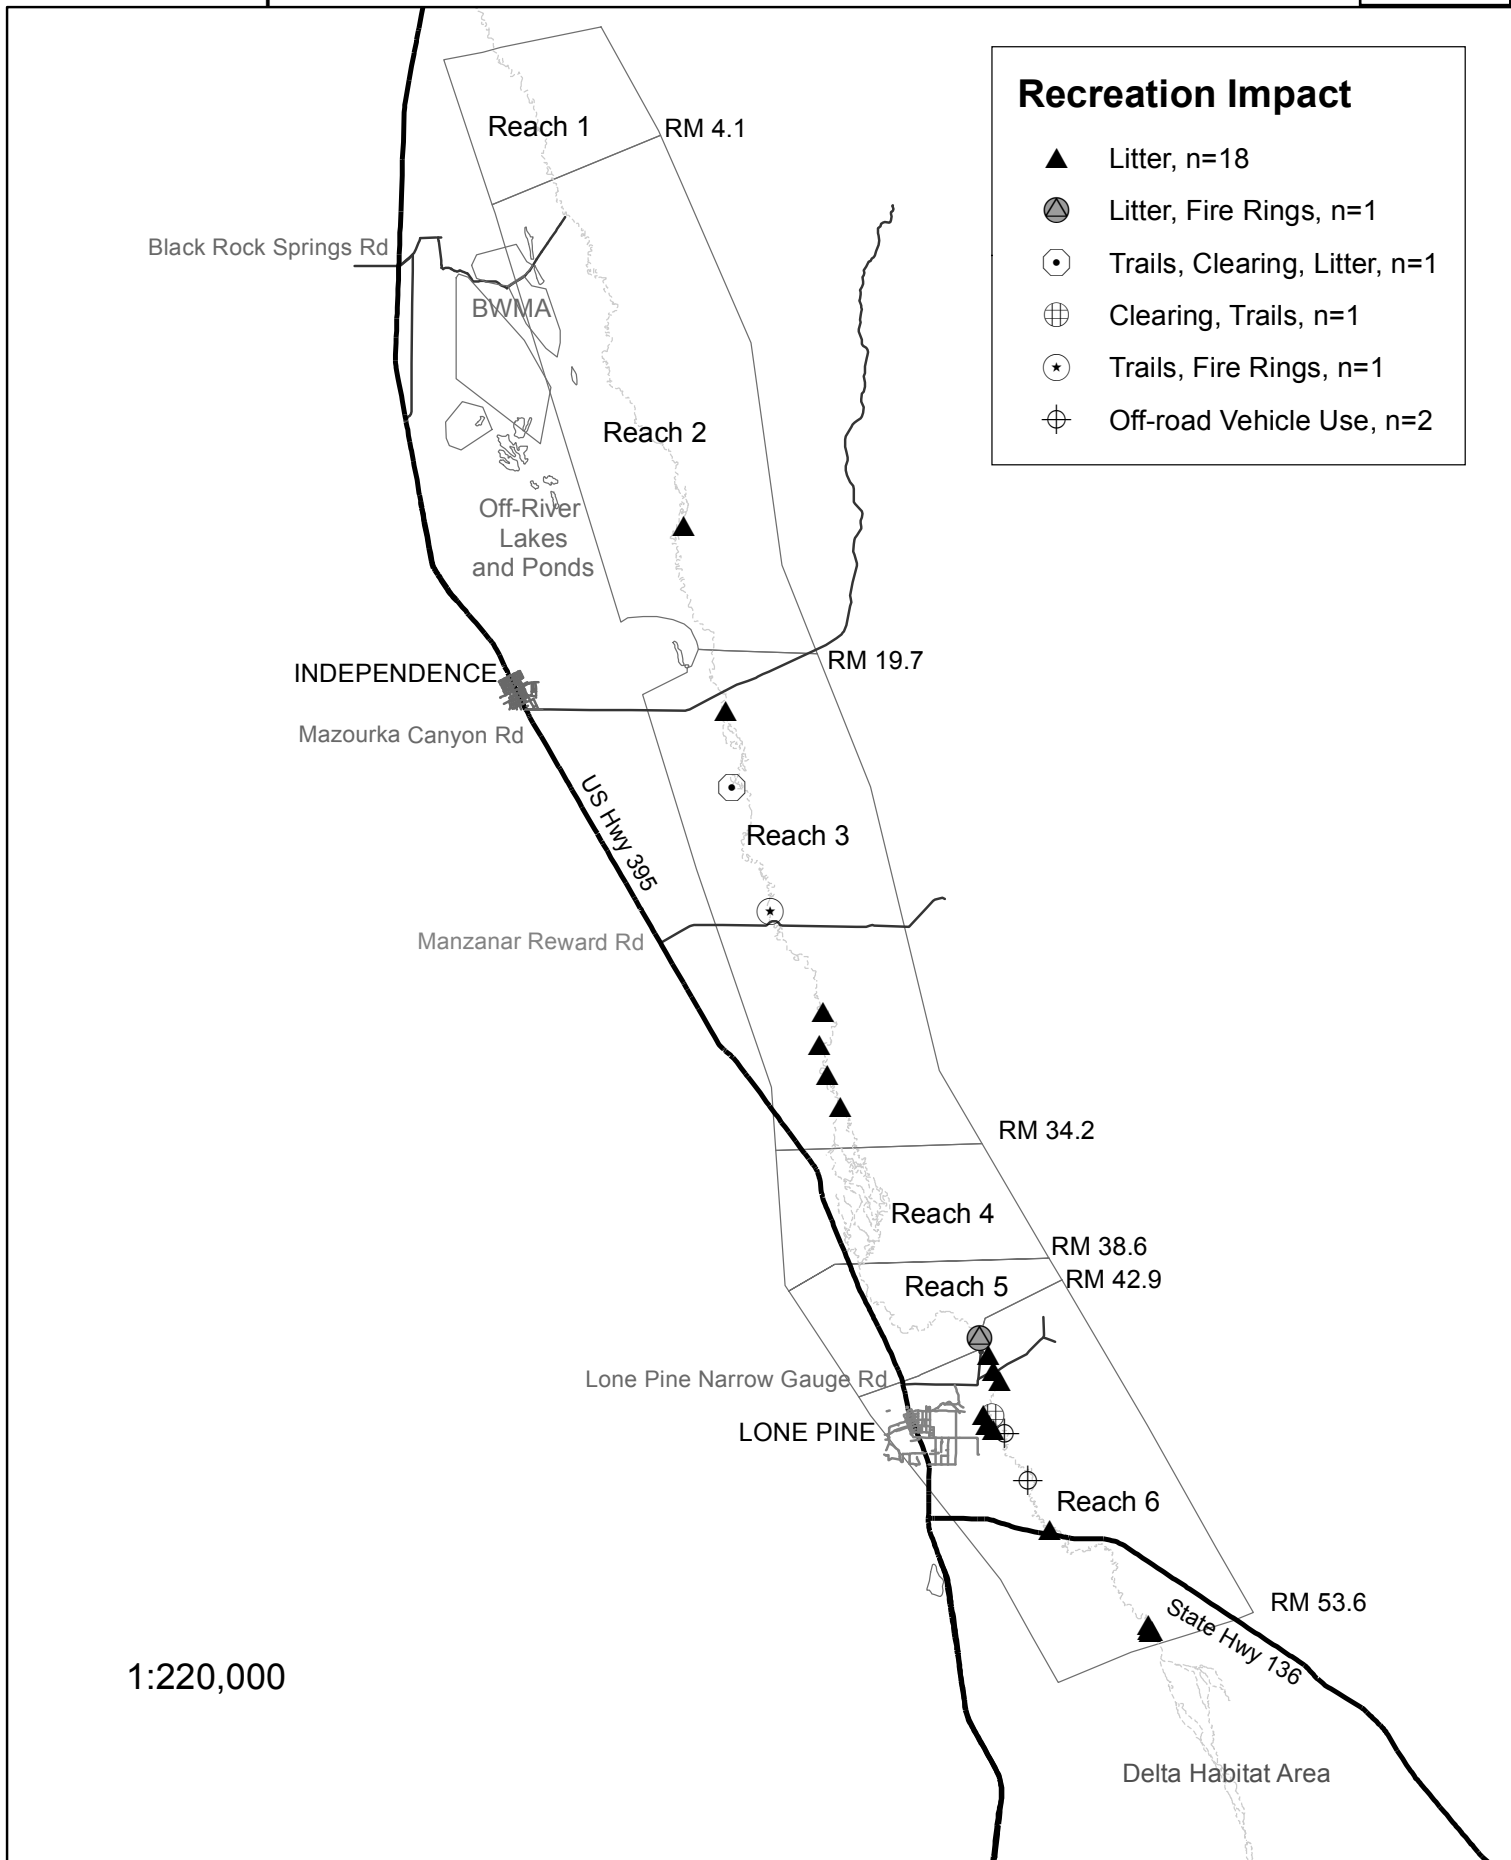 Recreation Impact
Litter, n=18
Litter, Fire Rings, n=1
Trails, Clearing, Litter, n=1
Clearing, Trails, n=1
Trails, Fire Rings, n=1
Off-road Vehicle Use, n=2
Reach 1
RM 4.1
Black Rock Springs Rd
BWMA
Reach 2
Off-River
Lakes
and Ponds
RM 19.7
INDEPENDENCE
Mazourka Canyon Rd
US Hwy 395
Reach 3
Manzanar Reward Rd
RM 34.2
Reach 4
RM 38.6
RM 42.9
Reach 5
Lone Pine Narrow Gauge Rd
LONE PINE
Reach 6
RM 53.6
State Hwy 136
1:220,000
Delta Habitat Area